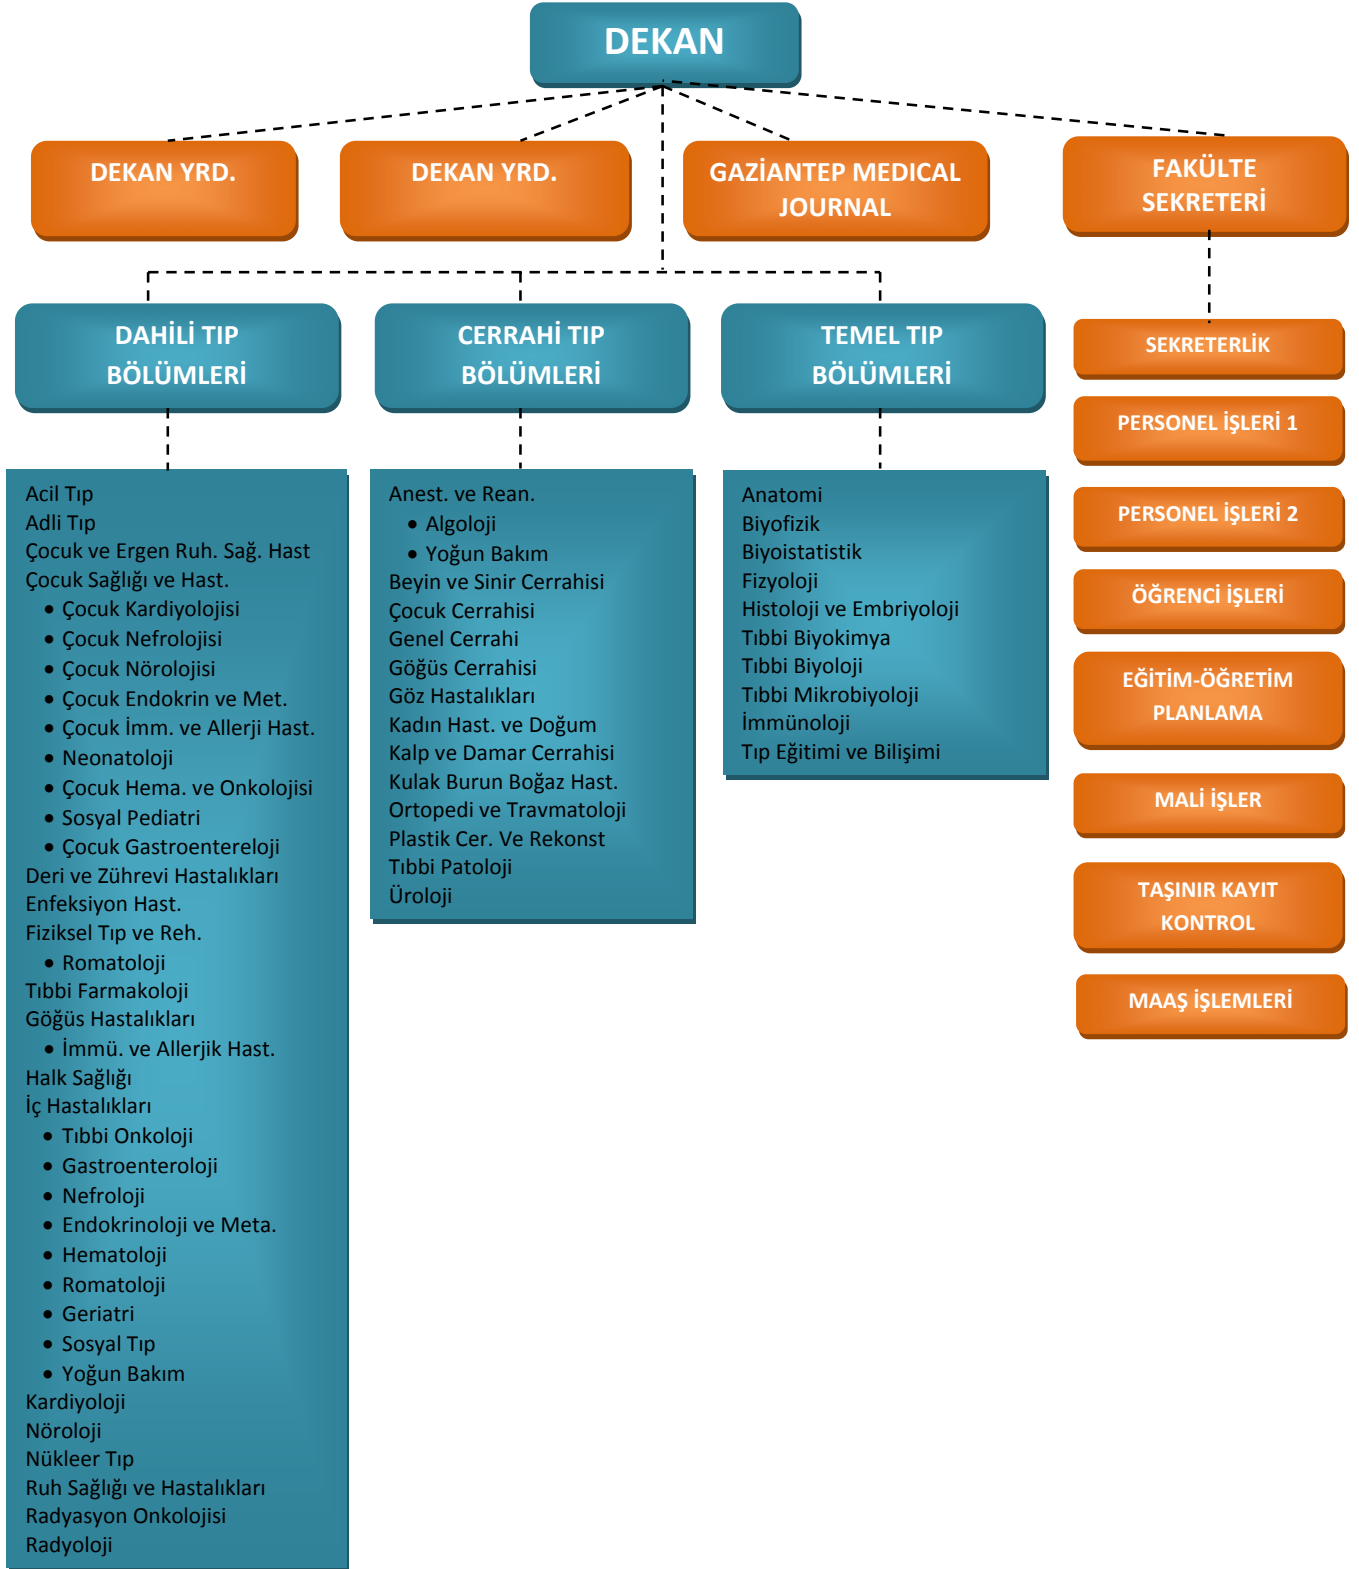 DEKAN
DEKAN YRD.
DEKAN YRD.
GAZİANTEP MEDICAL
JOURNAL
FAKÜLTE
SEKRETERİ
DAHİLİ TIP
BÖLÜMLERİ
CERRAHİ TIP
BÖLÜMLERİ
TEMEL TIP
BÖLÜMLERİ
Acil Tıp
Adli Tıp
Çocuk ve Ergen Ruh. Sağ. Hast
Çocuk Sağlığı ve Hast.
• Çocuk Kardiyolojisi
• Çocuk Nefrolojisi
• Çocuk Nörolojisi
• Çocuk Endokrin ve Met.
• Çocuk İmm. ve Allerji Hast.
• Neonatoloji
• Çocuk Hema. ve Onkolojisi
• Sosyal Pediatri
• Çocuk Gastroentereloji
Deri ve Zührevi Hastalıkları
Enfeksiyon Hast.
Fiziksel Tıp ve Reh.
• Romatoloji
Tıbbi Farmakoloji
Göğüs Hastalıkları
• İmmü. ve Allerjik Hast.
Halk Sağlığı
İç Hastalıkları
• Tıbbi Onkoloji
• Gastroenteroloji
• Nefroloji
• Endokrinoloji ve Meta.
• Hematoloji
• Romatoloji
• Geriatri
• Sosyal Tıp
• Yoğun Bakım
Kardiyoloji
Nöroloji
Nükleer Tıp
Ruh Sağlığı ve Hastalıkları
Radyasyon Onkolojisi
Radyoloji
Anest. ve Rean.
• Algoloji
• Yoğun Bakım
Beyin ve Sinir Cerrahisi
Çocuk Cerrahisi
Genel Cerrahi
Göğüs Cerrahisi
Göz Hastalıkları
Kadın Hast. ve Doğum
Kalp ve Damar Cerrahisi
Kulak Burun Boğaz Hast.
Ortopedi ve Travmatoloji
Plastik Cer. Ve Rekonst
Tıbbi Patoloji
Üroloji
Anatomi
Biyofizik
Biyoistatistik
Fizyoloji
Histoloji ve Embriyoloji
Tıbbi Biyokimya
Tıbbi Biyoloji
Tıbbi Mikrobiyoloji
İmmünoloji
Tıp Eğitimi ve Bilişimi
SEKRETERLİK
PERSONEL İŞLERİ 1
PERSONEL İŞLERİ 2
ÖĞRENCİ İŞLERİ
EĞİTİM-ÖĞRETİM
PLANLAMA
MALİ İŞLER
TAŞINIR KAYIT
KONTROL
MAAŞ İŞLEMLERİ